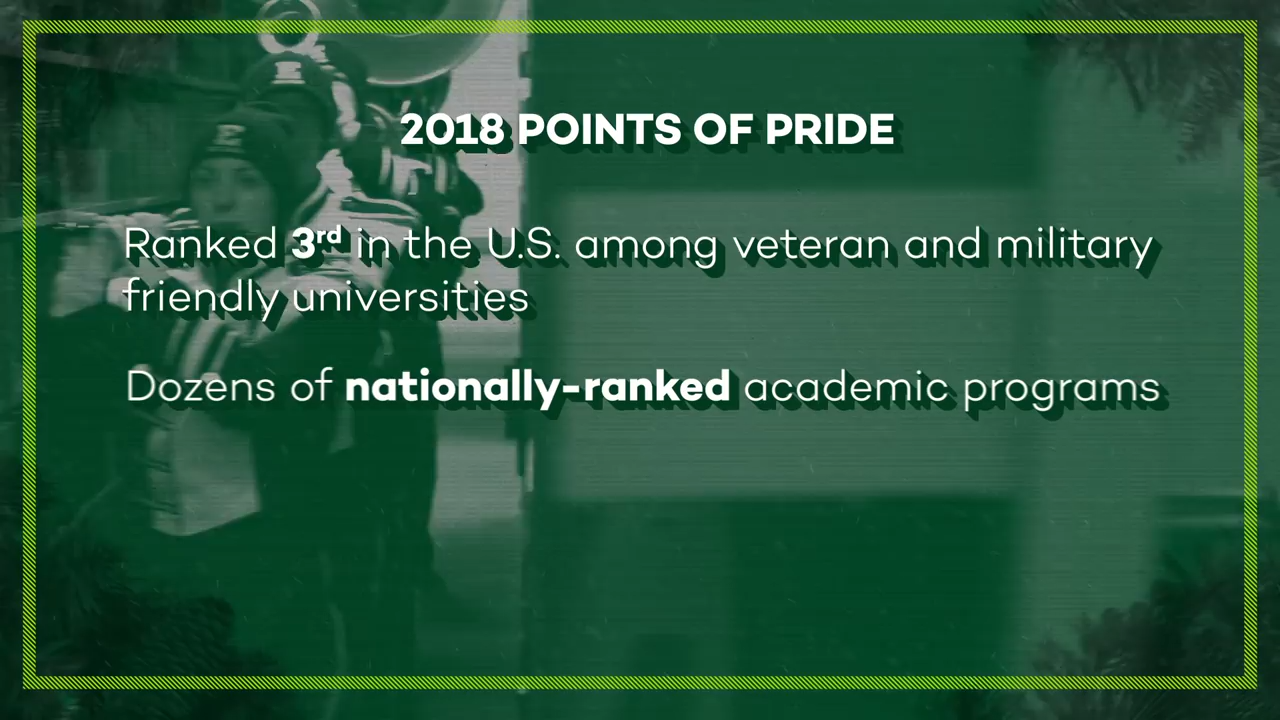 2018 POINTS OF PRIDE
Ranked 3rd in the U.S. among veteran and military
friendly universities
Dozens of nationally-ranked academic programs
E
E